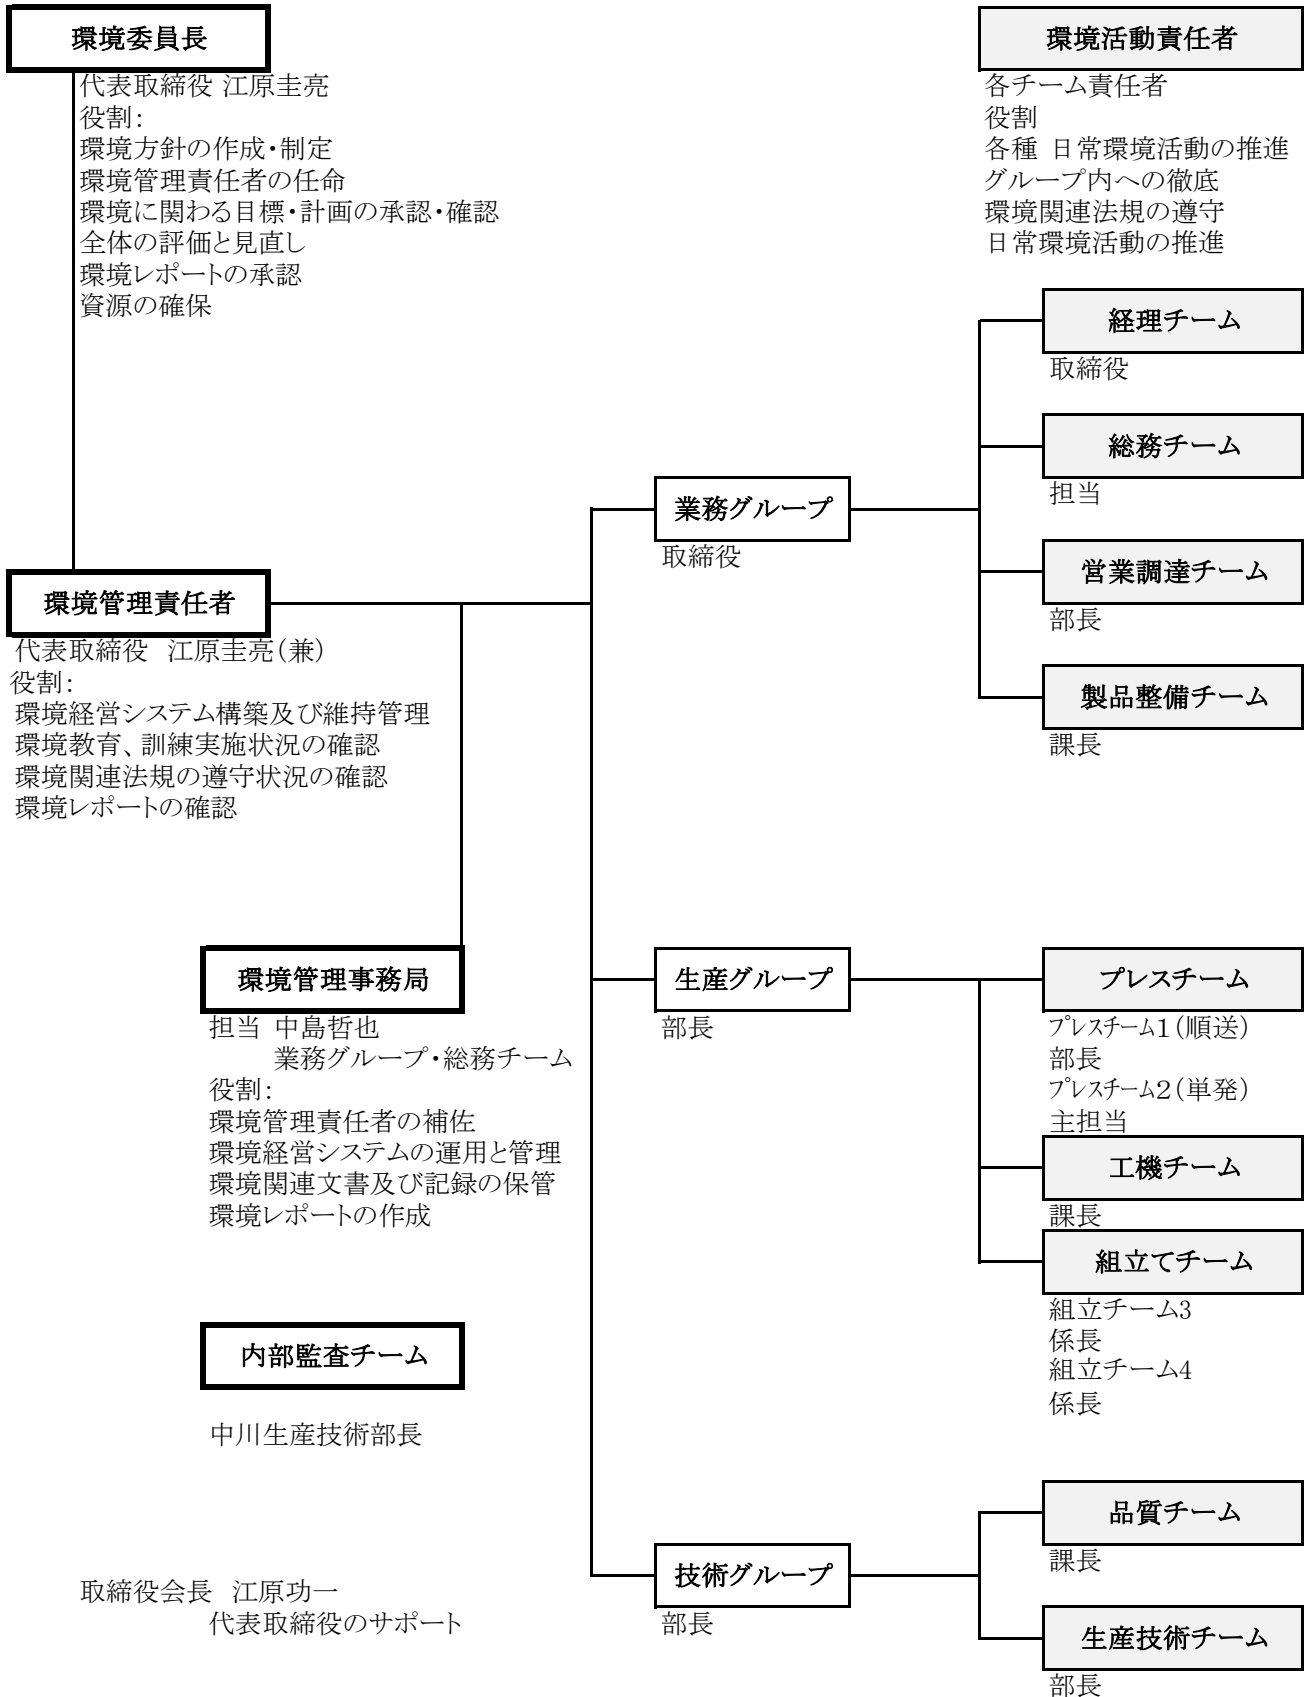 環境委員長
代表取締役 江原圭亮
役割：
環境方針の作成・制定
環境管理責任者の任命
環境に関わる目標・計画の承認・確認
全体の評価と見直し
環境レポートの承認
資源の確保
環境活動責任者
各チーム責任者
役割
各種 日常環境活動の推進
グループ内への徹底
環境関連法規の遵守
日常環境活動の推進
環境管理責任者
代表取締役 江原圭亮（兼）
役割：
環境経営システム構築及び維持管理
環境教育、訓練実施状況の確認
環境関連法規の遵守状況の確認
環境レポートの確認
環境管理事務局
担当 中島哲也
業務グループ・総務チーム
役割：
環境管理責任者の補佐
環境経営システムの運用と管理
環境関連文書及び記録の保管
環境レポートの作成
内部監査チーム
中川生産技術部長
取締役会長 江原功一
代表取締役のサポート
業務グループ
取締役
経理チーム
取締役
総務チーム
担当
営業調達チーム
部長
製品整備チーム
課長
生産グループ
部長
プレスチーム
プレスチーム１（順送）
部長
プレスチーム２（単発）
主担当
工機チーム
課長
組立てチーム
組立チーム3
係長
組立チーム4
係長
技術グループ
部長
品質チーム
課長
生産技術チーム
部長